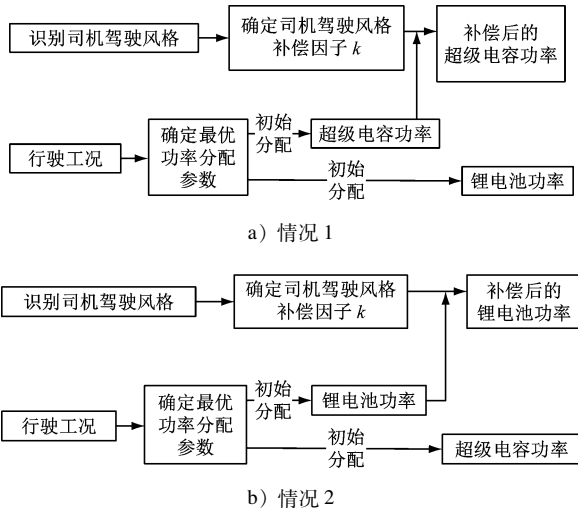 识别司机驾驶风格
确定司机驾驶风格
补偿因子 k
补偿后的
超级电容功率
行驶工况
确定最优
功率分配
参数
初始
分配
超级电容功率
初始
分配
锂电池功率
a）情况 1
识别司机驾驶风格
确定司机驾驶风格
补偿因子 k
补偿后的
锂电池功率
行驶工况
确定最优
功率分配
参数
初始
分配
锂电池功率
初始
分配
超级电容功率
b）情况 2